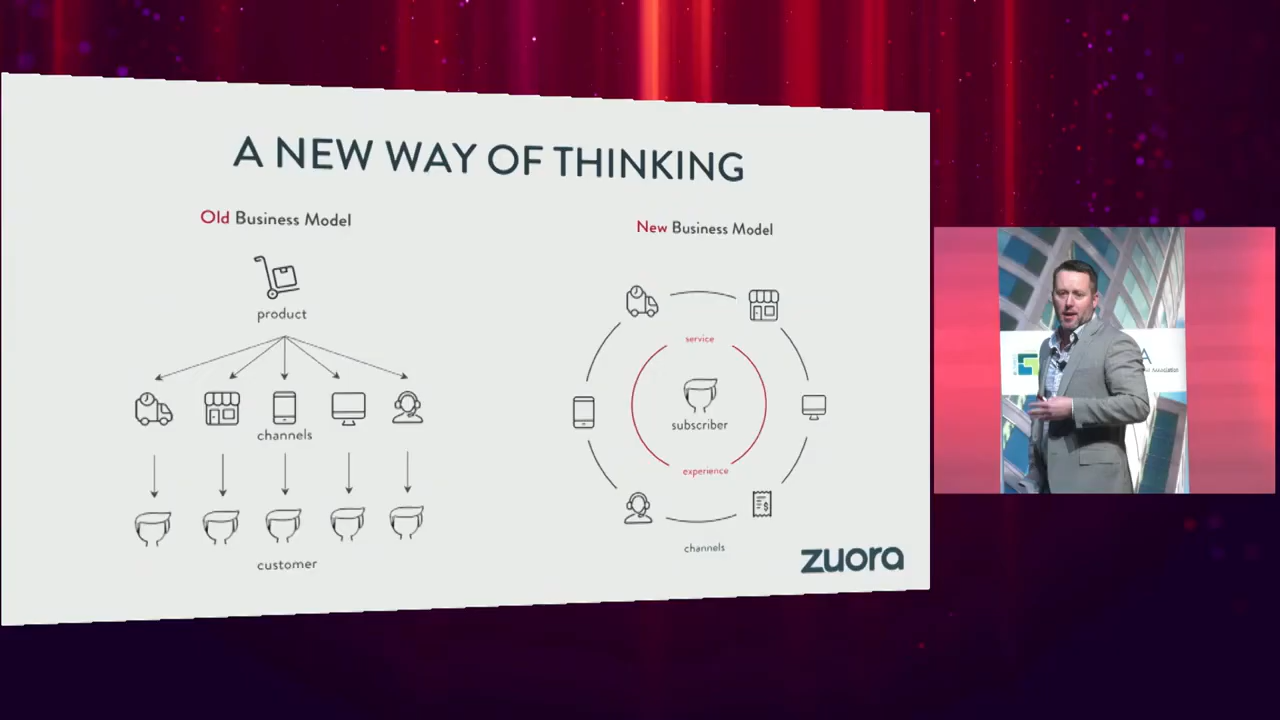 A NEW WAY OF THINKING
Old Business Model
product
channels
customer
New Business Model
service
subscriber
experience
channels
$
zuora